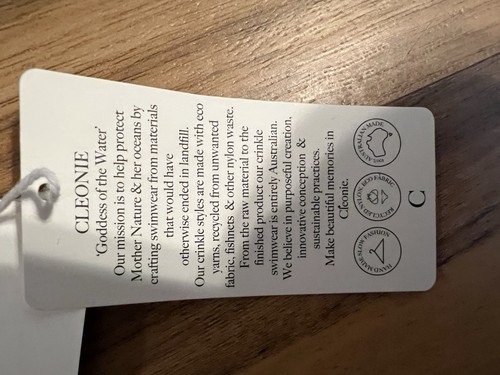 CLEONIE
'Goddess of the Water'
Our mission is to help protect
Mother Nature & her oceans by
crafting swimwear from materials
that would have
otherwise ended in landfill.
Our crinkle styles are made with eco
yarns, recycled from unwanted
fabric, fishnets & other nylon waste.
From the raw material to the
finished product our crinkle
swimwear is entirely Australian.
We believe in purposeful creation,
innovative conception &
sustainable practices.
Make beautiful memories in
Cleonie.
HAND MADE SLOW FASHION
RECYCLED NYLON ECO FABRIC
100% AUSTRALIAN MADE
C